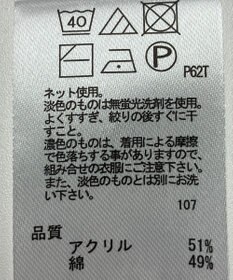 40
P
P62T
ネット使用。
淡色のものは無蛍光洗剤を使用。
よくすすぎ、絞りの後すぐに干
すこと。
濃色のものは、着用による摩擦
で色落ちする事がありますので、
組み合せの衣服にご注意下さい。
また、淡色のものとは別にお洗
い下さい。
107
品質
アクリル 51%
綿 49%